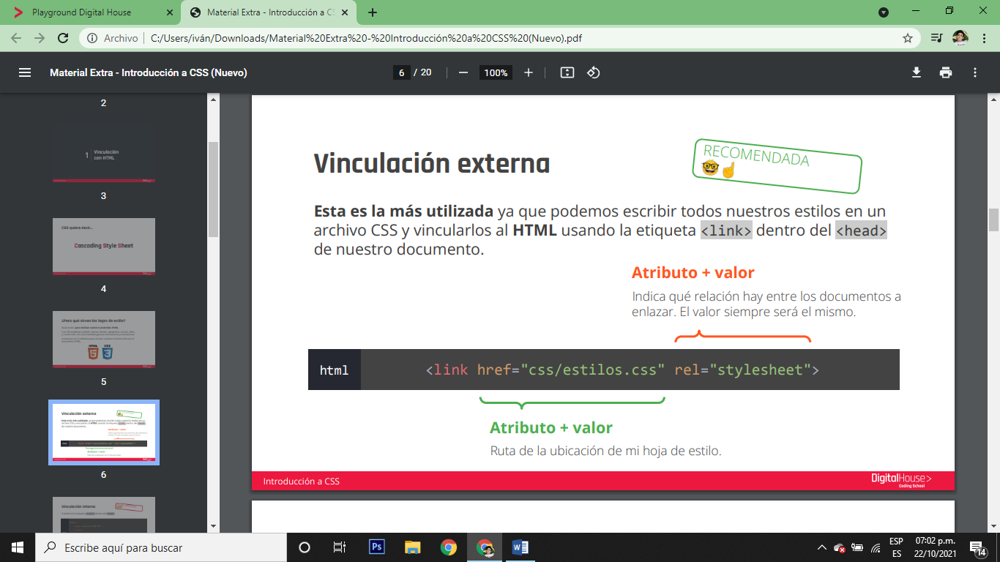 Playground Digital House
Material Extra - Introducción a CS
Archivo
C:/Users/iván/Downloads/Material%20Extra%20-%20Introducción%20a%20CSS%20(Nuevo).pdf
Material Extra - Introducción a CSS (Nuevo)
6 / 20
100%
2
1 Vinculación
con HTML
3
CSS quiere decir...
Cascading Style Sheet
4
¿Para qué sirven las hojas de estilo?
HTML CSS
5
Vinculación externa
6
Vinculación interna
Vinculación externa
RECOMENDADA
🤓☝
Esta es la más utilizada ya que podemos escribir todos nuestros estilos en un
archivo CSS y vincularlos al HTML usando la etiqueta <link> dentro del <head>
de nuestro documento.
Atributo + valor
Indica qué relación hay entre los documentos a
enlazar. El valor siempre será el mismo.
html
<link href="css/estilos.css" rel="stylesheet">
Atributo + valor
Ruta de la ubicación de mi hoja de estilo.
Introducción a CSS
DigitalHouse>
Coding School
Escribe aquí para buscar
Ps
W
ESP
ES
07:02 p.m.
22/10/2021
14